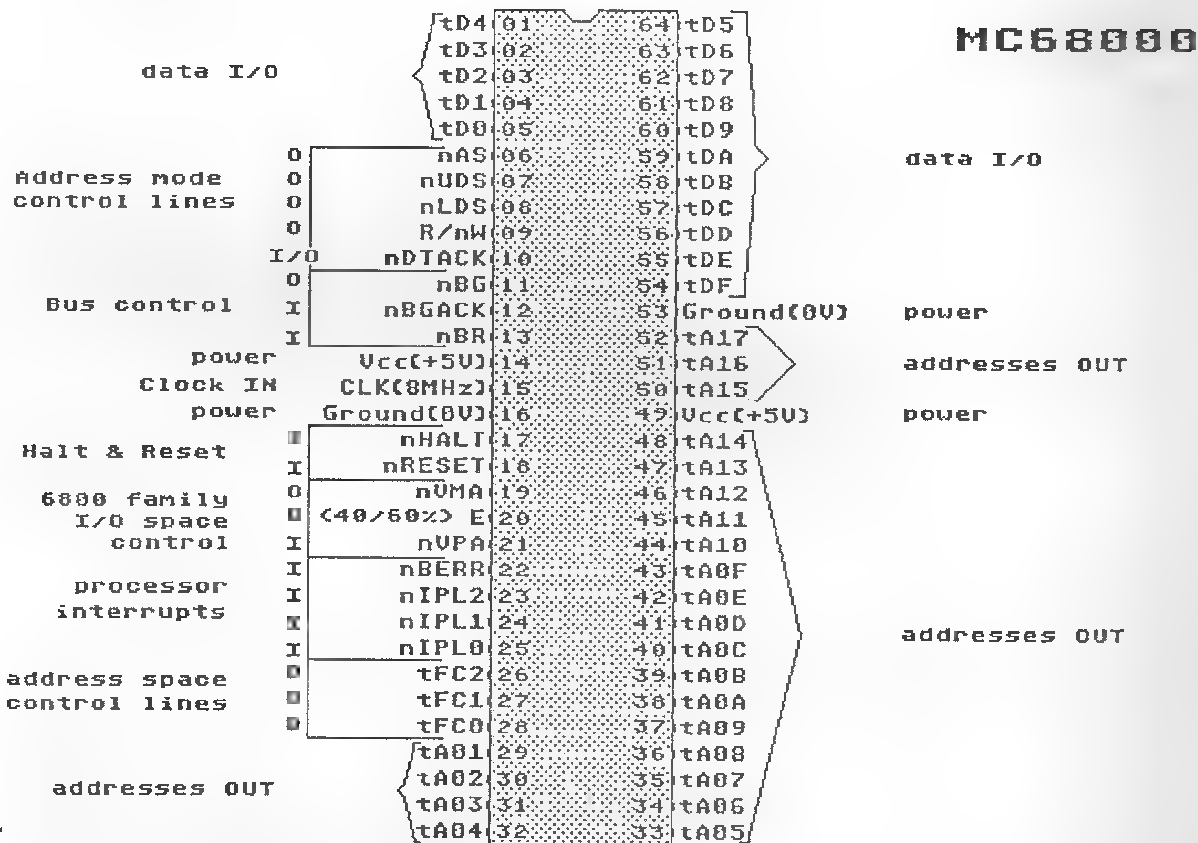 MC68000
tD4 01 64 tD5
tD3 02 63 tD6
data I/O tD2 03 62 tD7
tD1 04 61 tD8
tD0 05 60 tD9
O nAS 06 59 tDA data I/O
Address mode O nUDS 07 58 tDB
control lines O nLDS 08 57 tDC
O R/nW 09 56 tDD
I/O nDTACK 10 55 tDE
O nBG 11 54 tDF
Bus control I nBGACK 12 53 Ground(0V) power
I nBR 13 52 tA17
power Vcc(+5V) 14 51 tA16 addresses OUT
Clock IN CLK(8MHz) 15 50 tA15
power Ground(0V) 16 49 Vcc(+5V) power
Halt & Reset nHALT 17 48 tA14
I nRESET 18 47 tA13
6800 family O nVMA 19 46 tA12
I/O space (40/60%) E 20 45 tA11
control I nVPA 21 44 tA10
I nBERR 22 43 tA0F
processor I nIPL2 23 42 tA0E
interrupts I nIPL1 24 41 tA0D
I nIPL0 25 40 tA0C addresses OUT
address space tFC2 26 39 tA0B
control lines tFC1 27 38 tA0A
tFC0 28 37 tA09
tA01 29 36 tA08
addresses OUT tA02 30 35 tA07
tA03 31 34 tA06
tA04 32 33 tA05